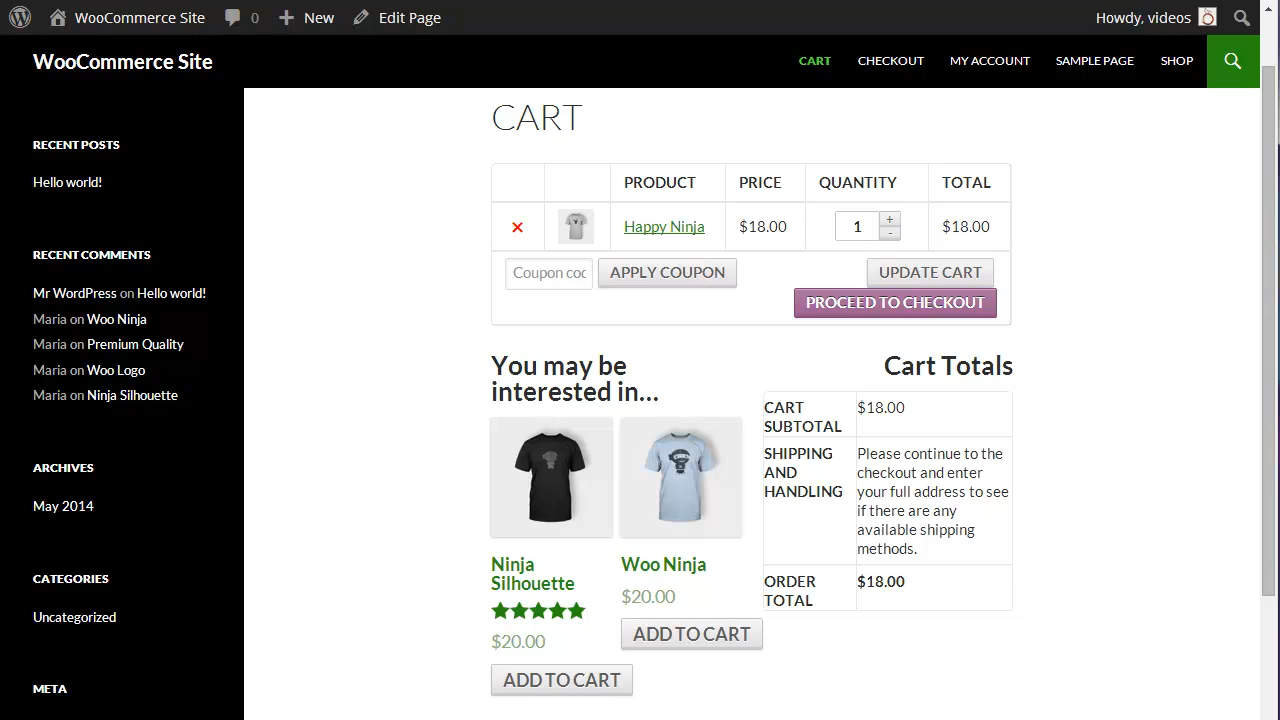 WooCommerce Site
0
New
Edit Page
Howdy, videos
WooCommerce Site
CART
CHECKOUT
MY ACCOUNT
SAMPLE PAGE
SHOP
RECENT POSTS
Hello world!
RECENT COMMENTS
Mr WordPress on Hello world!
Maria on Woo Ninja
Maria on Premium Quality
Maria on Woo Logo
Maria on Ninja Silhouette
ARCHIVES
May 2014
CATEGORIES
Uncategorized
META
CART
PRODUCT PRICE QUANTITY TOTAL
× Happy Ninja $18.00 1 + - $18.00
Coupon coc APPLY COUPON UPDATE CART
PROCEED TO CHECKOUT
You may be
interested in...
Ninja
Silhouette
$20.00
ADD TO CART
Woo Ninja
$20.00
ADD TO CART
Cart Totals
CART
SUBTOTAL
$18.00
SHIPPING
AND
HANDLING
Please continue to the
checkout and enter
your full address to see
if there are any
available shipping
methods.
ORDER
TOTAL
$18.00